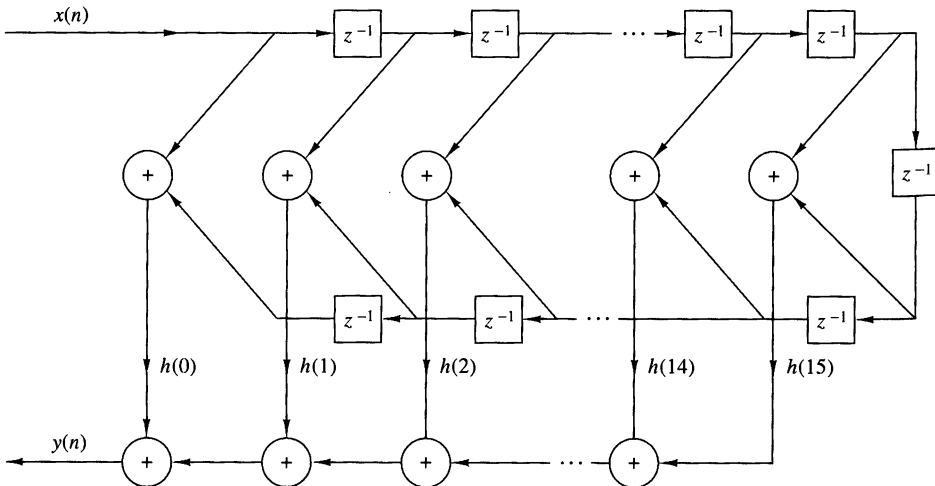 x(n)
z⁻¹ z⁻¹ ... z⁻¹ z⁻¹
+ + + + + z⁻¹
z⁻¹ z⁻¹ ... z⁻¹
h(0) h(1) h(2) h(14) h(15)
y(n)
+ + + ... +